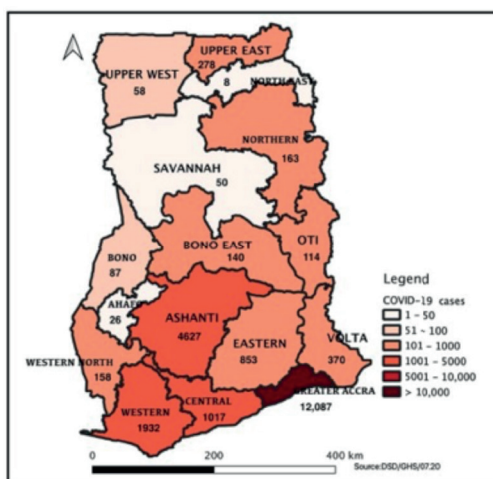 UPPER EAST
278
UPPER WEST
58
8
NORTH EAST
NORTHERN
163
SAVANNAH
50
BONO EAST
140
OTI
114
BONO
87
AHAFO
26
ASHANTI
4627
EASTERN
853
VOLTA
370
WESTERN NORTH
158
WESTERN
1932
CENTRAL
1017
GREATER ACCRA
12,087
Legend
COVID-19 cases
1 - 50
51 - 100
101 - 1000
1001 - 5000
5001 - 10,000
> 10,000
0 200 400 km
Source:DSD/GHS/07.20